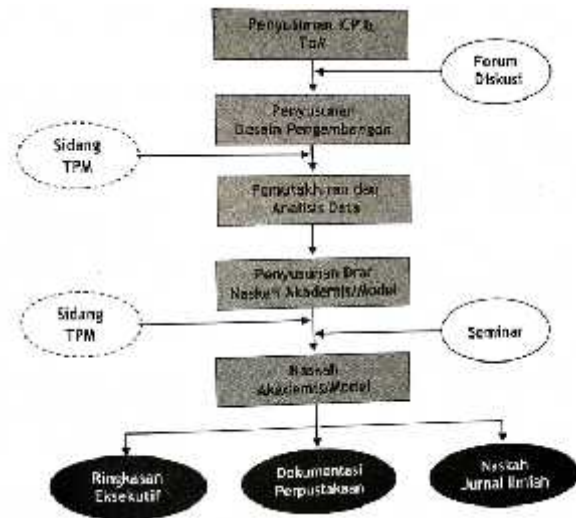 Penyusunan ICP &
ToR
Forum
Diskusi
Penyusunan
Desain Pengembangan
Sidang
TPM
Pemutakhiran dan
Analisis Data
Penyusunan Draf
Naskah Akademis/Model
Sidang
TPM
Seminar
Naskah
Akademis/Model
Ringkasan
Eksekutif
Dokumentasi
Perpustakaan
Naskah
Jurnal Ilmiah